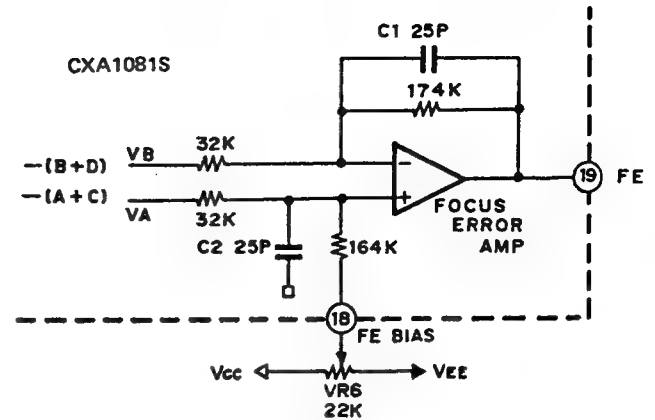 C1 25P
CXA1081S
174K
32K
-(B+D) VB
-(A+C) VA
32K
19 FE
FOCUS
ERROR
AMP
C2 25P
164K
18
FE BIAS
VCC
VEE
VR6
22K